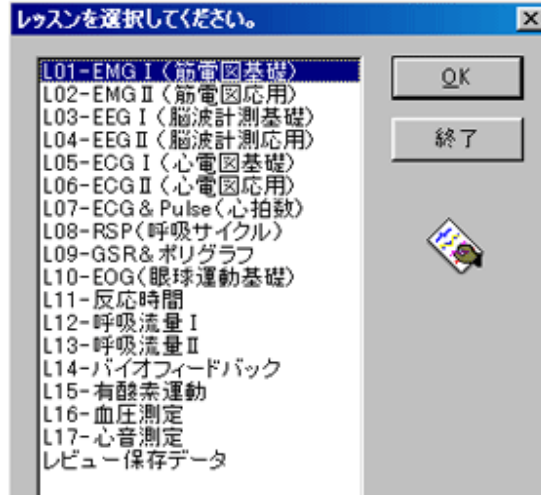 レッスンを選択してください。
L01-EMG I(筋電図基礎)
L02-EMG II(筋電図応用)
L03-EEG I(脳波計測基礎)
L04-EEG II(脳波計測応用)
L05-ECG I(心電図基礎)
L06-ECG II(心電図応用)
L07-ECG & Pulse(心拍数)
L08-RSP(呼吸サイクル)
L09-GSR&ポリグラフ
L10-EOG(眼球運動基礎)
L11-反応時間
L12-呼吸流量 I
L13-呼吸流量 II
L14-バイオフィードバック
L15-有酸素運動
L16-血圧測定
L17-心音測定
レビュー保存データ
OK
終了